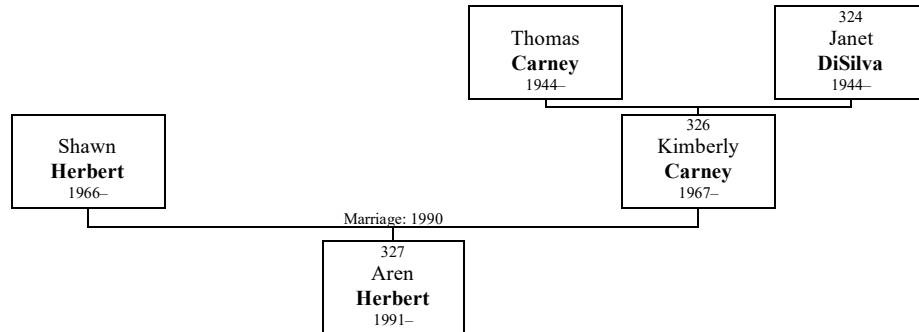 Thomas
Carney
1944–
324
Janet
DiSilva
1944–
Shawn
Herbert
1966–
326
Kimberly
Carney
1967–
Marriage: 1990
327
Aren
Herbert
1991–